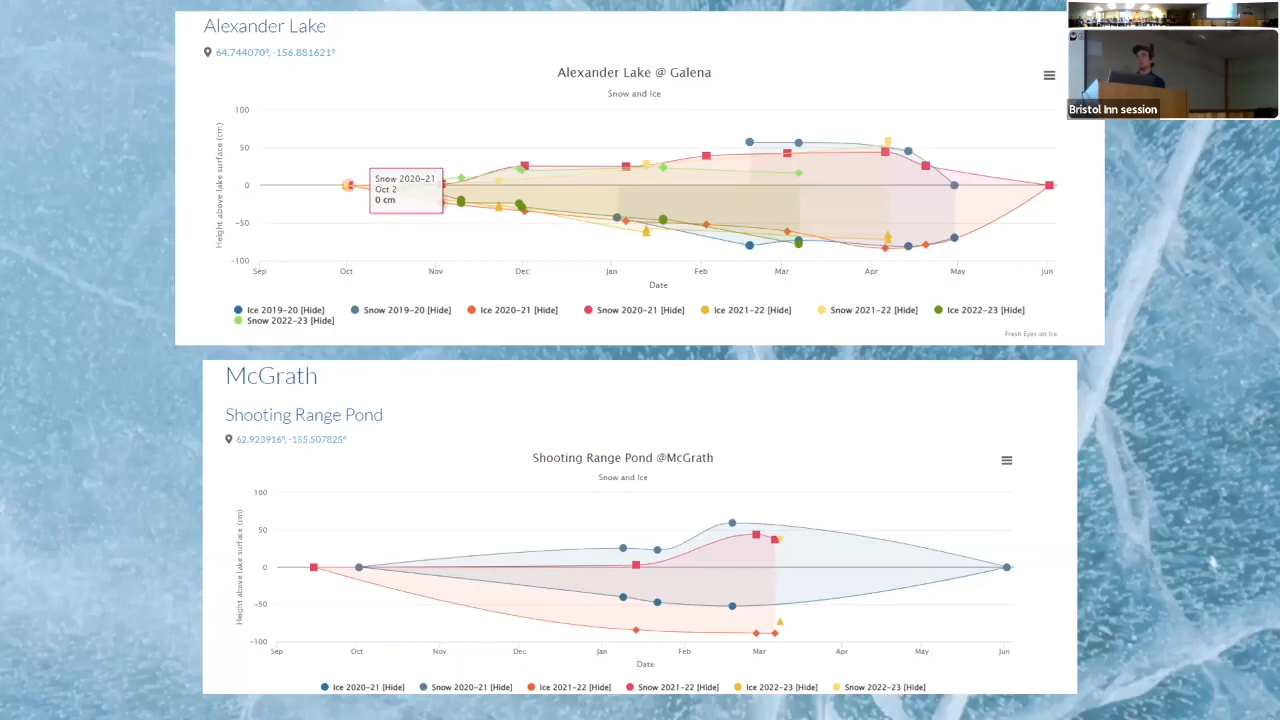 Alexander Lake
64.744070°, -156.881621°
Alexander Lake @ Galena
Snow and Ice
Height above lake surface (cm)
100
50
0
-50
-100
Snow 2020-21
Oct 2
0 cm
Sep Oct Nov Dec Jan Feb Mar Apr May Jun
Date
Ice 2019-20 [Hide] Snow 2019-20 [Hide] Ice 2020-21 [Hide] Snow 2020-21 [Hide] Ice 2021-22 [Hide] Snow 2021-22 [Hide] Ice 2022-23 [Hide]
Snow 2022-23 [Hide]
Fresh Eyes on Ice
Bristol Inn session
McGrath
Shooting Range Pond
62.923916°, -155.507825°
Shooting Range Pond @McGrath
Snow and Ice
Height above lake surface (cm)
100
50
0
-50
-100
Sep Oct Nov Dec Jan Feb Mar Apr May Jun
Date
Ice 2020-21 [Hide] Snow 2020-21 [Hide] Ice 2021-22 [Hide] Snow 2021-22 [Hide] Ice 2022-23 [Hide] Snow 2022-23 [Hide]